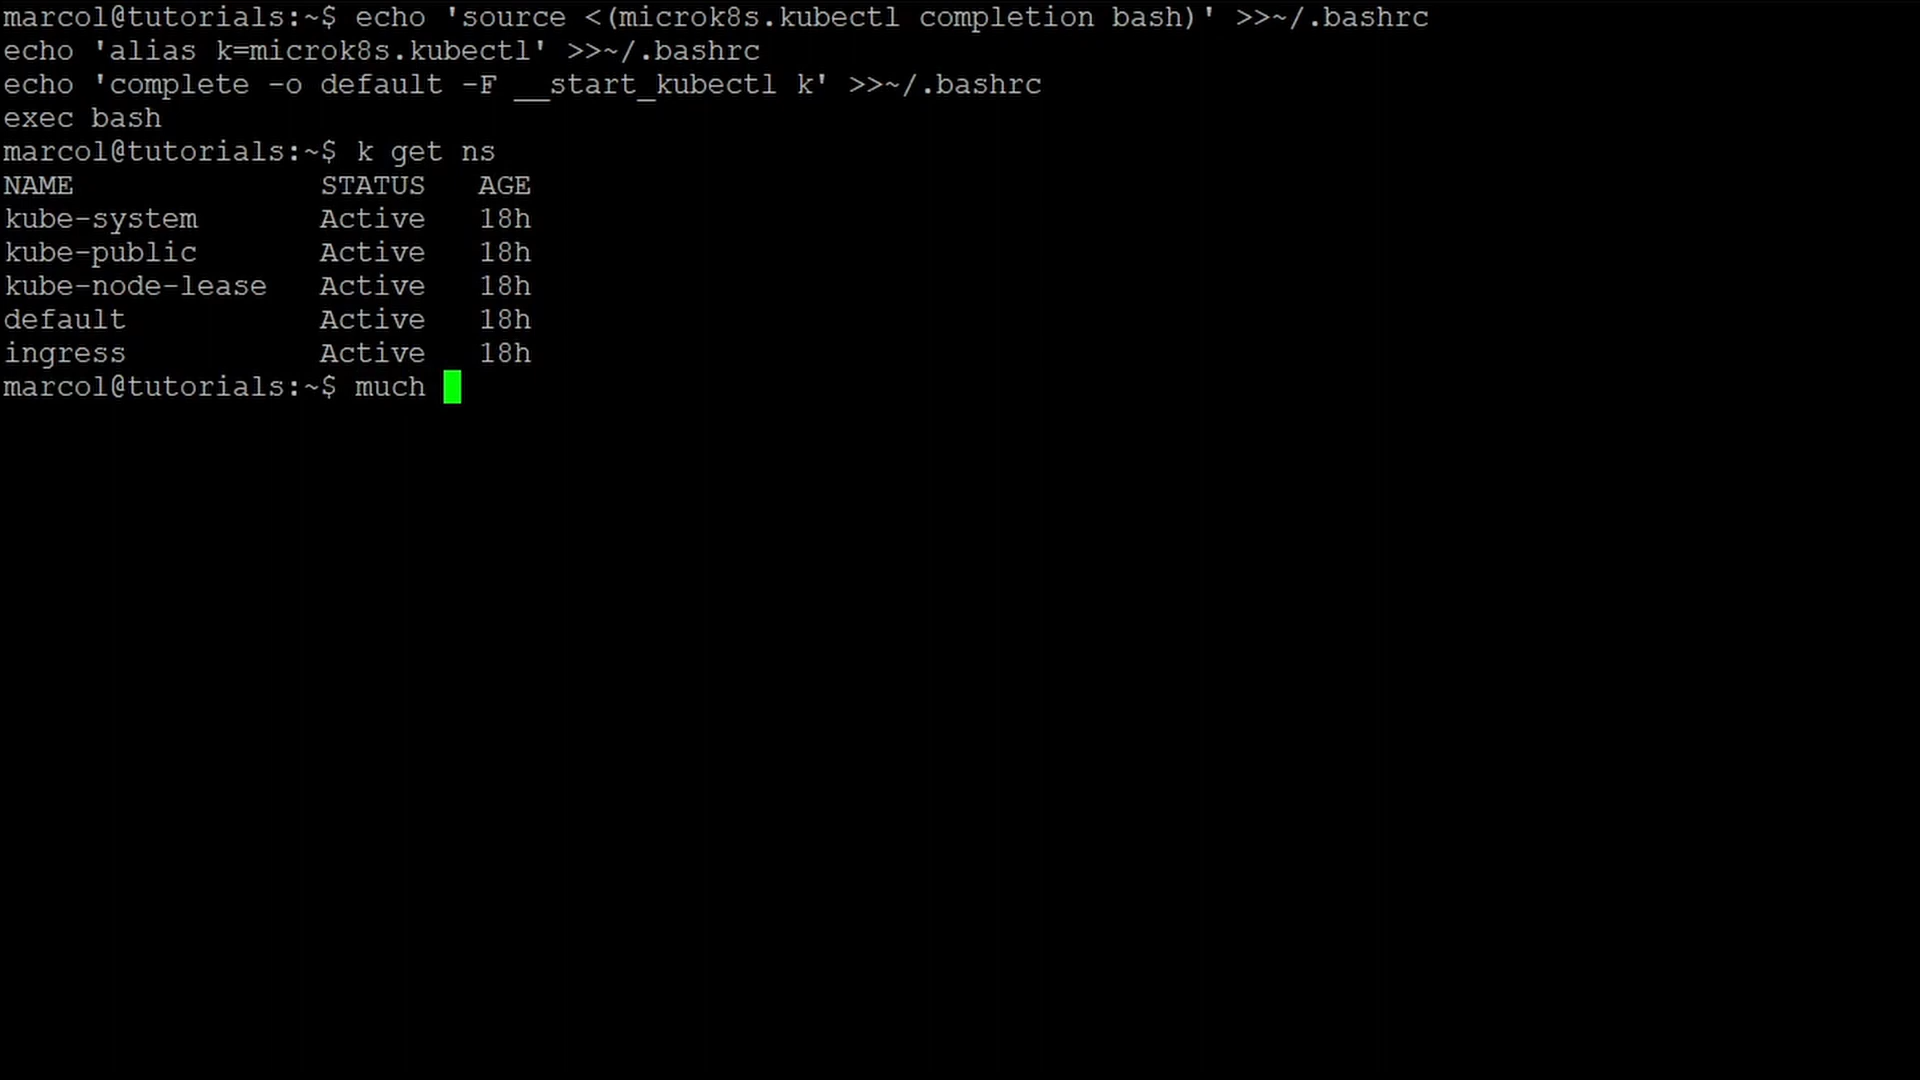 marcol@tutorials:~$ echo 'source <(microk8s.kubectl completion bash)' >>~/.bashrc
echo 'alias k=microk8s.kubectl' >>~/.bashrc
echo 'complete -o default -F __start_kubectl k' >>~/.bashrc
exec bash
marcol@tutorials:~$ k get ns
NAME              STATUS   AGE
kube-system       Active   18h
kube-public       Active   18h
kube-node-lease   Active   18h
default           Active   18h
ingress           Active   18h
marcol@tutorials:~$ much